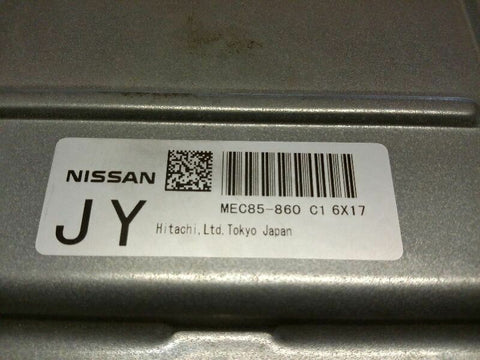 NISSAN
MEC85-860 C1 6X17
JY
Hitachi,Ltd.Tokyo Japan